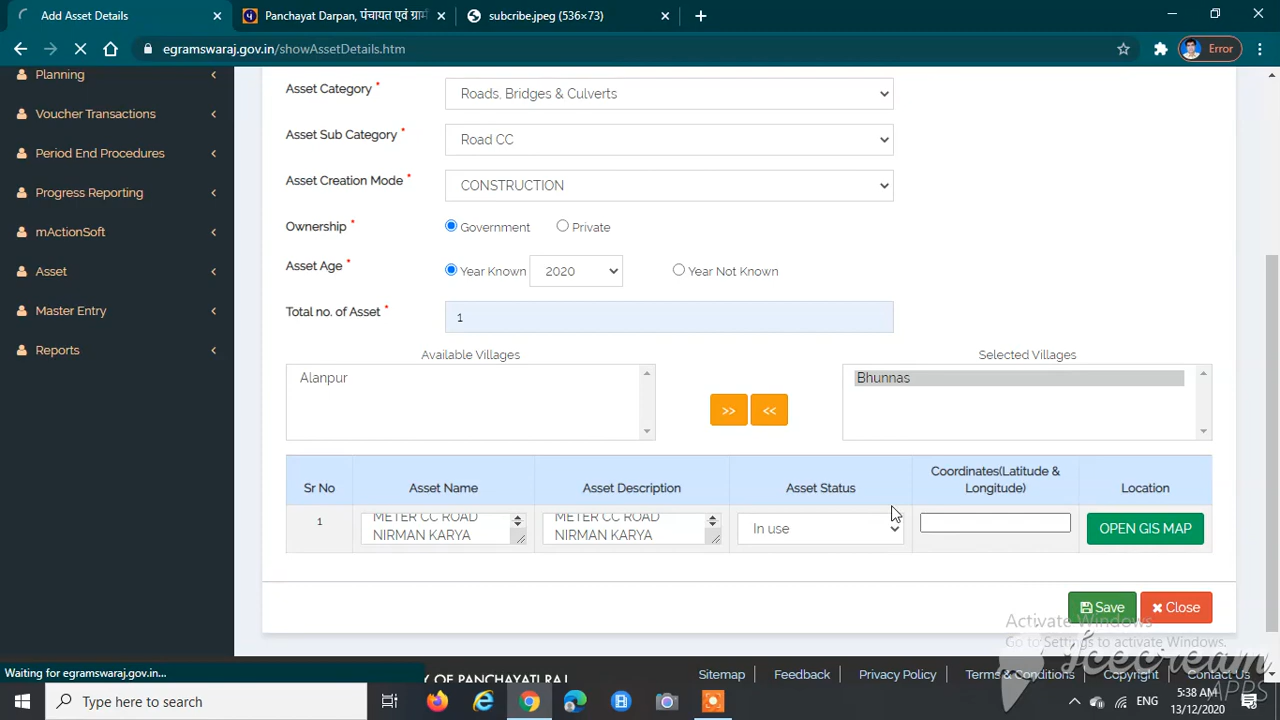 Add Asset Details
Panchayat Darpan, पंचायत एवं ग्रामी
subcribe.jpeg (536×73)
egramswaraj.gov.in/showAssetDetails.htm
Error
Planning
Voucher Transactions
Period End Procedures
Progress Reporting
mActionSoft
Asset
Master Entry
Reports
Asset Category *
Roads, Bridges & Culverts
Asset Sub Category *
Road CC
Asset Creation Mode *
CONSTRUCTION
Ownership *
Government
Private
Asset Age *
Year Known
2020
Year Not Known
Total no. of Asset *
1
Available Villages
Selected Villages
Alanpur
>>
<<
Bhunnas
Sr No
Asset Name
Asset Description
Asset Status
Coordinates(Latitude &
Longitude)
Location
1
METER CC ROAD
NIRMAN KARYA
METER CC ROAD
NIRMAN KARYA
In use
OPEN GIS MAP
Save
Close
Activate Windows
Go to Settings to activate Windows.
Waiting for egramswaraj.gov.in...
Y OF PANCHAYATI RAJ
Sitemap
Feedback
Privacy Policy
Terms & Conditions
Copyright
Contact Us
Icecream
APPS
Type here to search
ENG
5:38 AM
13/12/2020